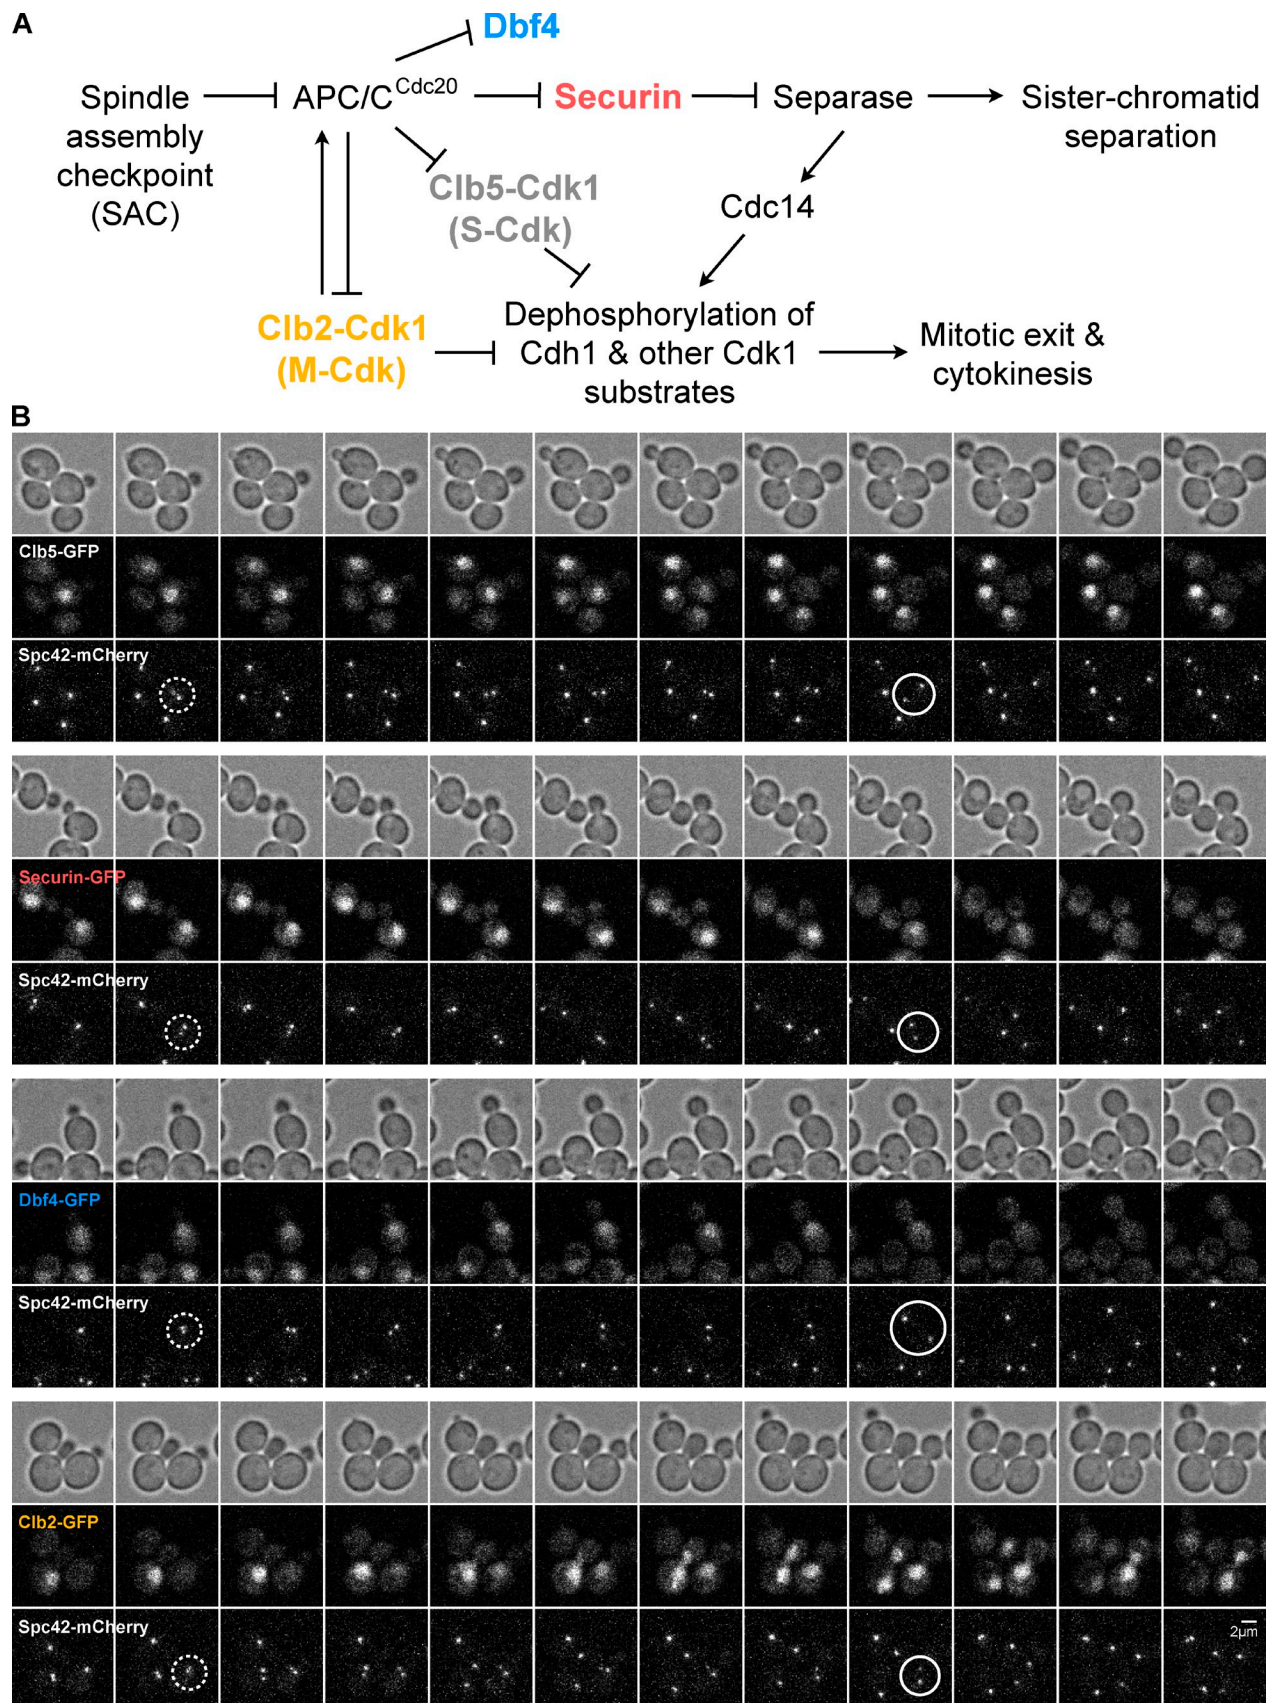 A
Dbf4
Spindle
assembly
checkpoint
(SAC)
APC/C Cdc20
Securin
Separase
Sister-chromatid
separation
Clb5-Cdk1
(S-Cdk)
Cdc14
Clb2-Cdk1
(M-Cdk)
Dephosphorylation of
Cdh1 & other Cdk1
substrates
Mitotic exit &
cytokinesis
B
Clb5-GFP
Spc42-mCherry
Securin-GFP
Spc42-mCherry
Dbf4-GFP
Spc42-mCherry
Clb2-GFP
Spc42-mCherry
2μm